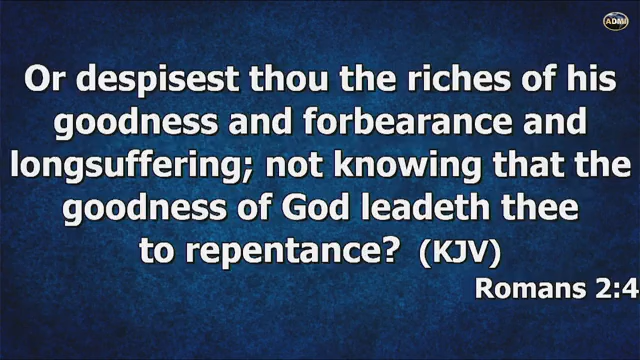 ADMI
Or despisest thou the riches of his
goodness and forbearance and
longsuffering; not knowing that the
goodness of God leadeth thee
to repentance? (KJV)
Romans 2:4